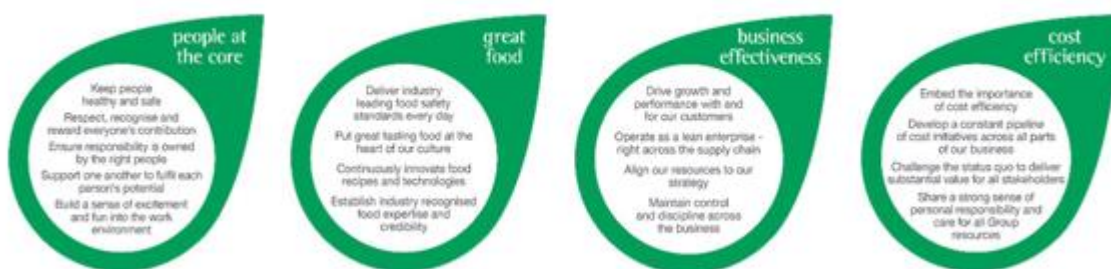 people at
the core
Keep people
healthy and safe
Respect, recognise and
reward everyone's contribution
Ensure responsibility is owned
by the right people
Support one another to fulfil each
person's potential
Build a sense of excitement
and fun into the work
environment
great
food
Deliver industry
leading food safety
standards every day
Put great tasting food at the
heart of our culture
Continuously innovate food
recipes and technologies
Establish industry recognised
food expertise and
credibility
business
effectiveness
Drive growth and
performance with and
for our customers
Operate as a lean enterprise -
right across the supply chain
Align our resources to our
strategy
Maintain control
and discipline across
the business
cost
efficiency
Embed the importance
of cost efficiency
Develop a constant pipeline
of cost initiatives across all parts
of our business
Challenge the status quo to deliver
substantial value for all stakeholders
Share a strong sense of
personal responsibility and
care for all Group
resources